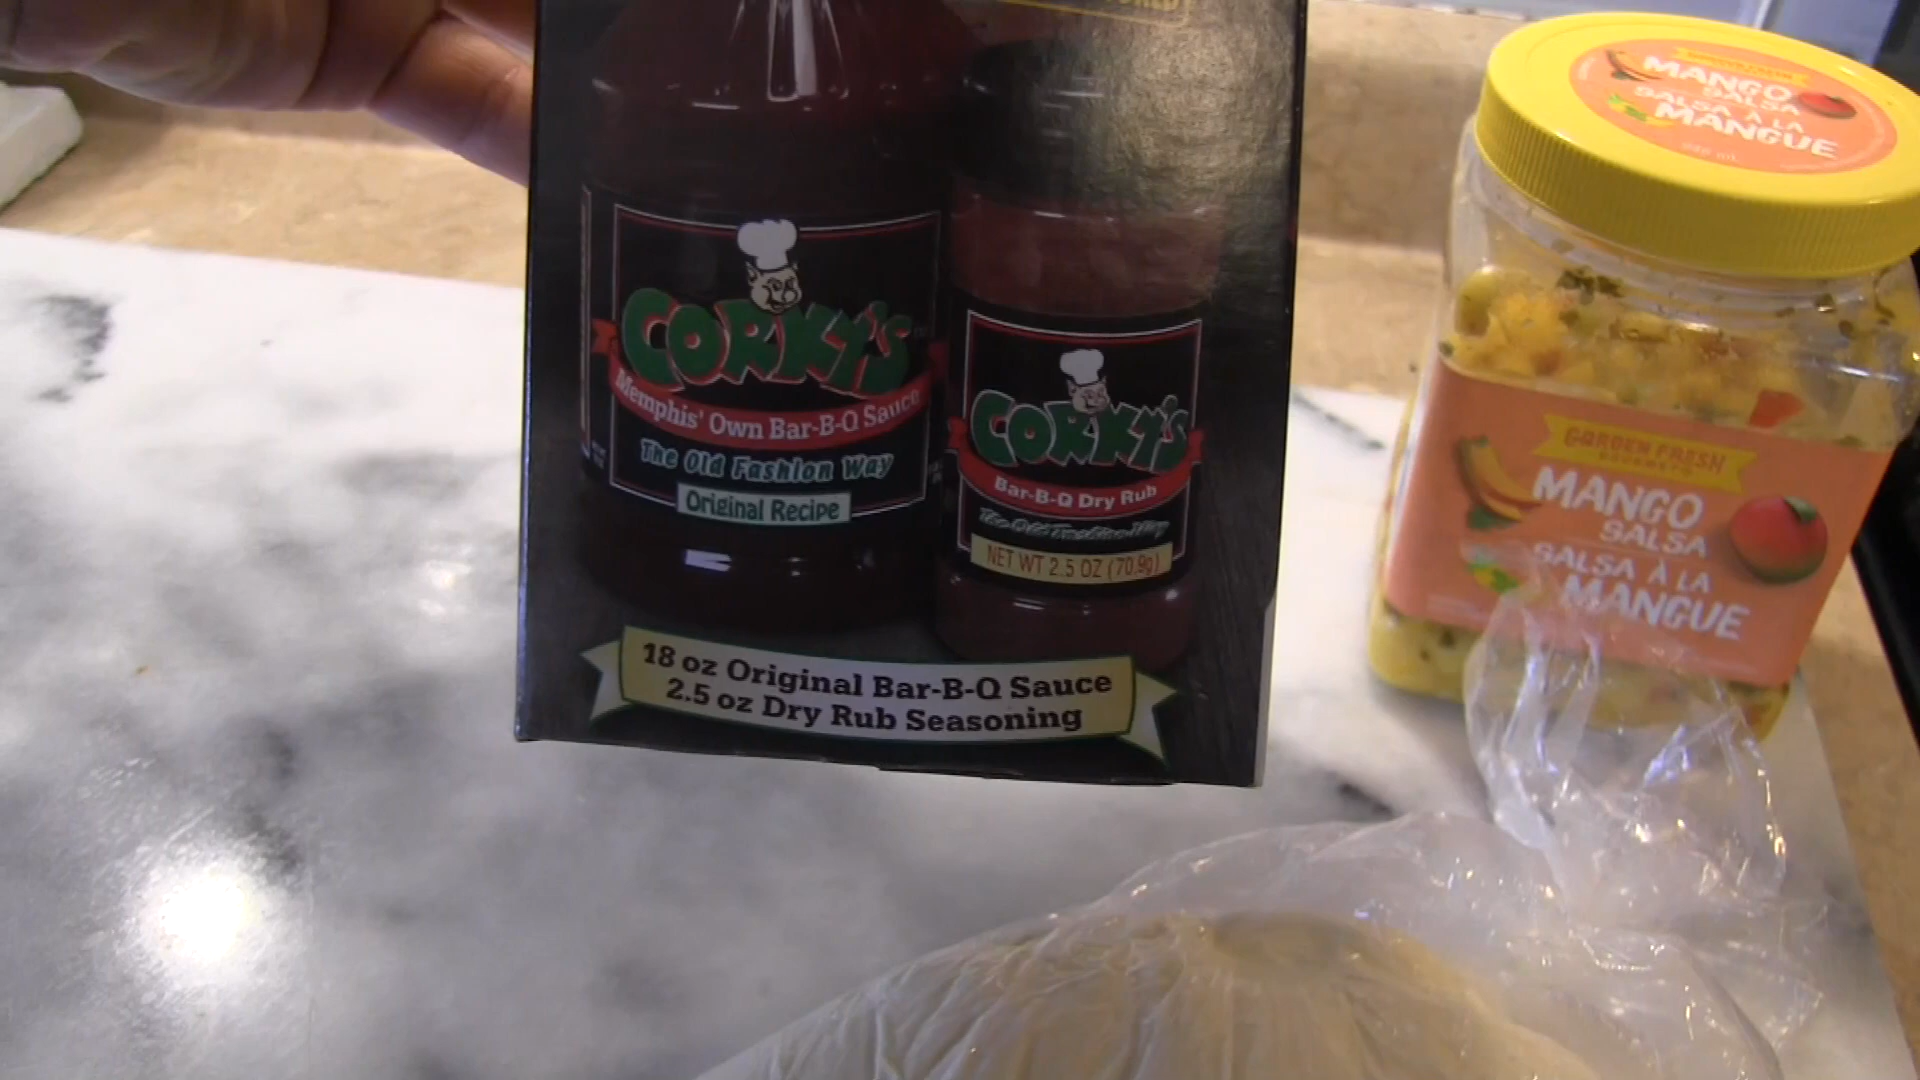 CORKY'S
Memphis' Own Bar-B-Q Sauce
The Old Fashion Way
Original Recipe
CORKY'S
Bar-B-Q Dry Rub
NET WT 2.5 OZ (70.9g)
18 oz Original Bar-B-Q Sauce
2.5 oz Dry Rub Seasoning
MANGO
SALSA
SALSA À LA
MANGUE
GARDEN FRESH
GOURMET
MANGO
SALSA
SALSA À LA
MANGUE